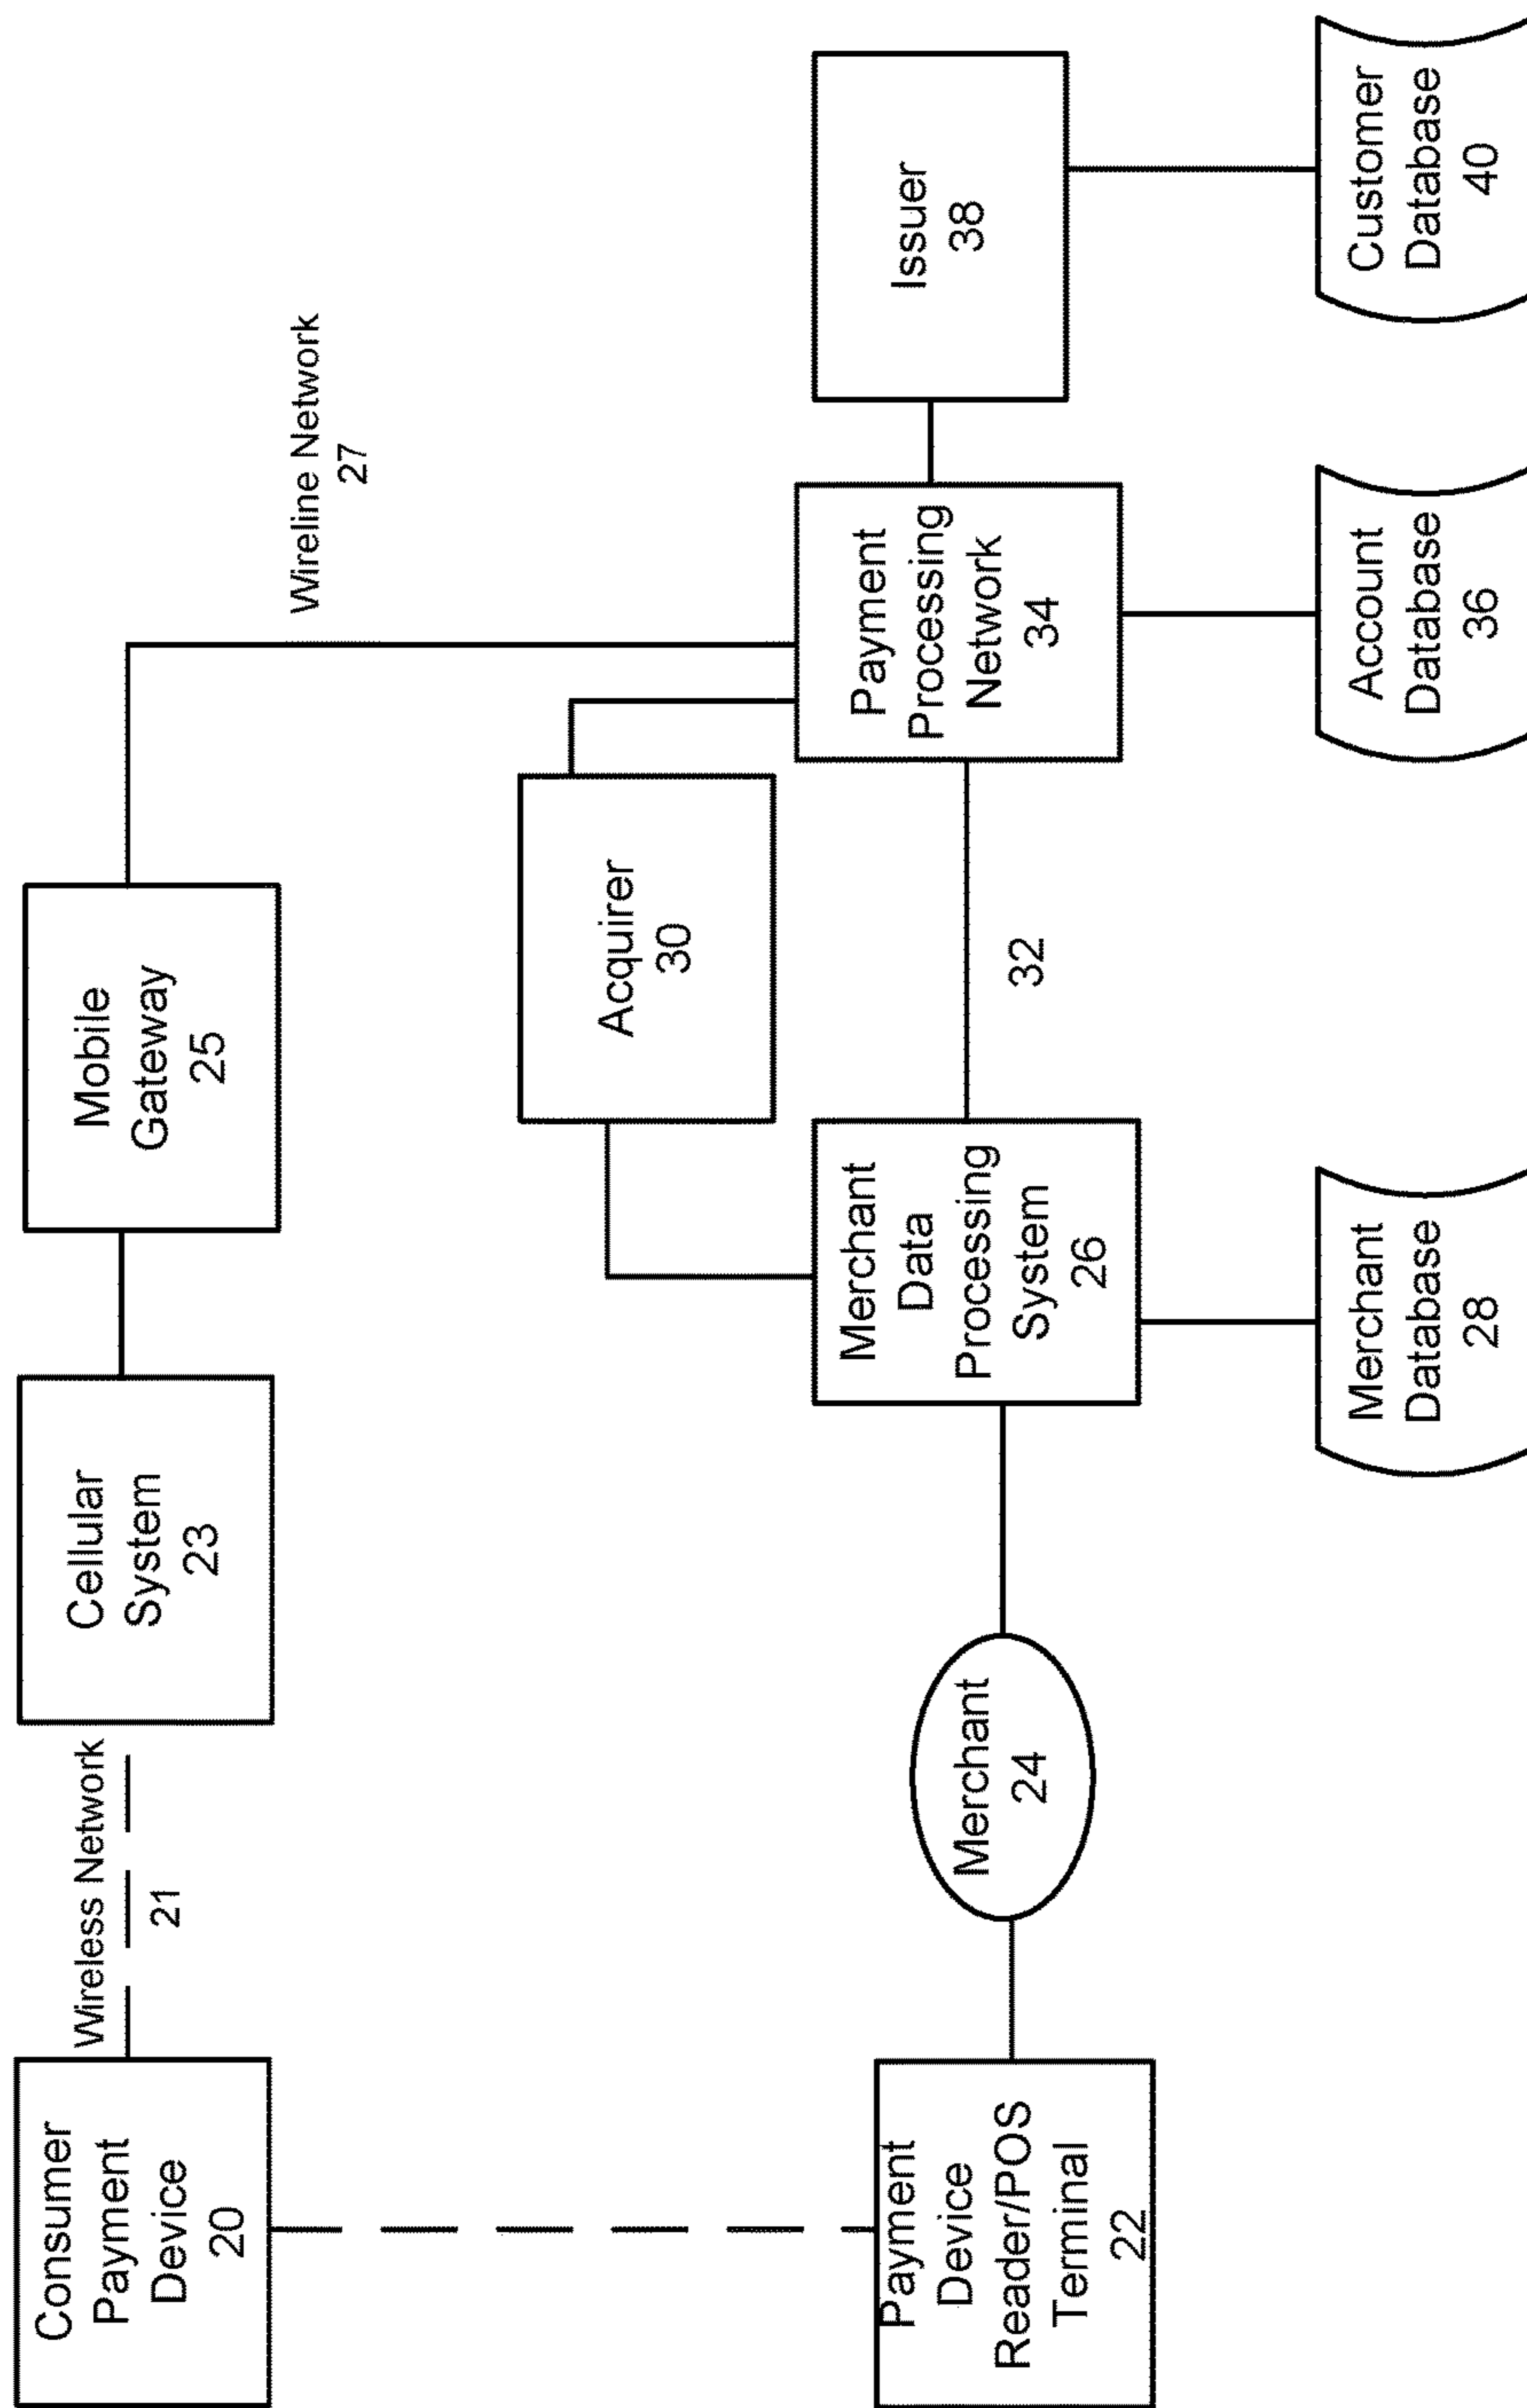 Consumer
Payment
Device
20
Wireless Network
21
Cellular
System
23
Mobile
Gateway
25
Wireline Network
27
Acquirer
30
Payment
Device
Reader/POS
Terminal
22
Merchant
24
Merchant
Data
Processing
System
26
32
Payment
Processing
Network
34
Issuer
38
Merchant
Database
28
Account
Database
36
Customer
Database
40